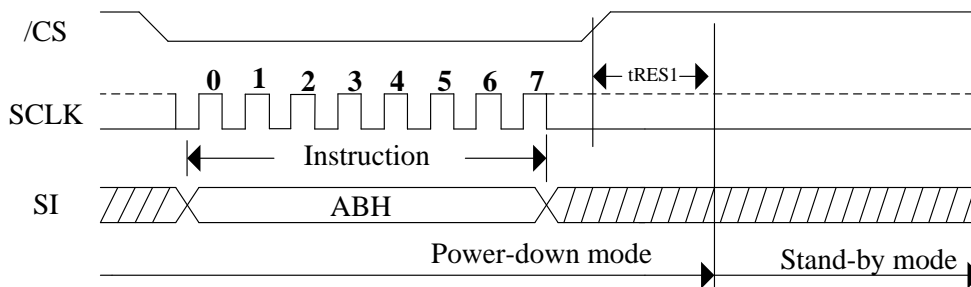 /CS
tRES1
0 1 2 3 4 5 6 7
SCLK
Instruction
SI
ABH
Power-down mode
Stand-by mode